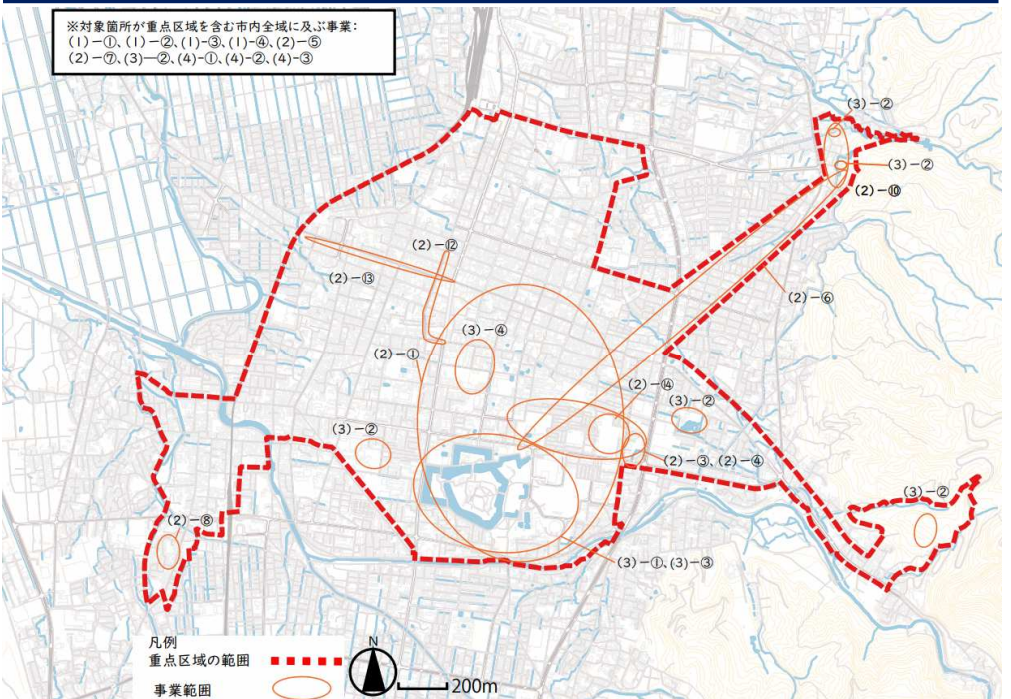 ※対象箇所が重点区域を含む市内全域に及ぶ事業：
(1)－①、(1)－②、(1)-③、(1)-④、(2)－⑤
(2)－⑦、(3)―②、(4)-①、(4)-②、(4)-③
(3)－②
(3)－②
(2)－⑩
(2)－⑫
(2)－⑬
(2)－⑥
(3)－④
(2)－①
(2)－⑭
(3)－②
(3)－②
(2)－③、(2)－④
(3)－②
(2)－⑧
(3)－①、(3)－③
凡例
重点区域の範囲
N
事業範囲
200m